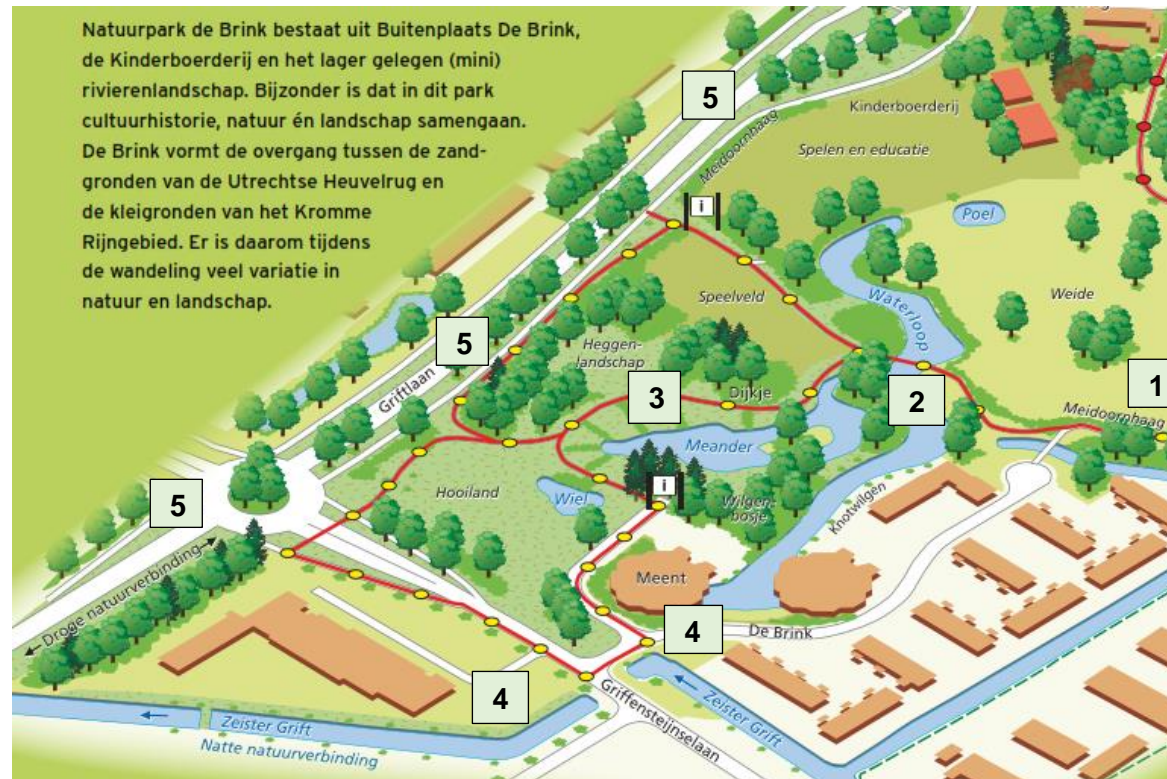 Natuurpark de Brink bestaat uit Buitenplaats De Brink,
de Kinderboerderij en het lager gelegen (mini)
rivierenlandschap. Bijzonder is dat in dit park
cultuurhistorie, natuur én landschap samengaan.
De Brink vormt de overgang tussen de zand-
gronden van de Utrechtse Heuvelrug en
de kleigronden van het Kromme
Rijngebied. Er is daarom tijdens
de wandeling veel variatie in
natuur en landschap.
5
Kinderboerderij
Meidoornhaag
Spelen en educatie
i
Poel
Speelveld
Waterloop
Weide
5
Heggen-
landschap
Griftlaan
3
Dijkje
2
1
Meidoornhaag
Meander
5
Hooiland
Wiel
i
Wilgen-
bosje
Knotwilgen
Droge natuurverbinding
Meent
4
De Brink
4
Griffensteijnselaan
Zeister Grift
Zeister Grift
Natte natuurverbinding